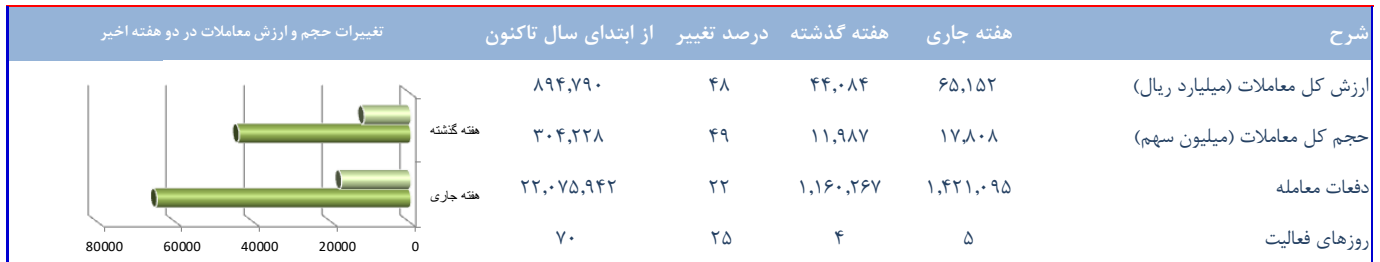 شرح هفته جاری هفته گذشته درصد تغییر از ابتدای سال تاکنون تغییرات حجم و ارزش معاملات در دو هفته اخیر
ارزش کل معاملات (میلیارد ریال) ۶۵,۱۵۲ ۴۴,۰۸۴ ۴۸ ۸۹۴,۷۹۰
حجم کل معاملات (میلیون سهم) ۱۷,۸۰۸ ۱۱,۹۸۷ ۴۹ ۳۰۴,۲۲۸
دفعات معامله ۱,۴۲۱,۰۹۵ ۱,۱۶۰,۲۶۷ ۲۲ ۲۲,۰۷۵,۹۴۲
روزهای فعالیت ۵ ۴ ۲۵ ۷۰
هفته گذشته
هفته جاری
80000 60000 40000 20000 0